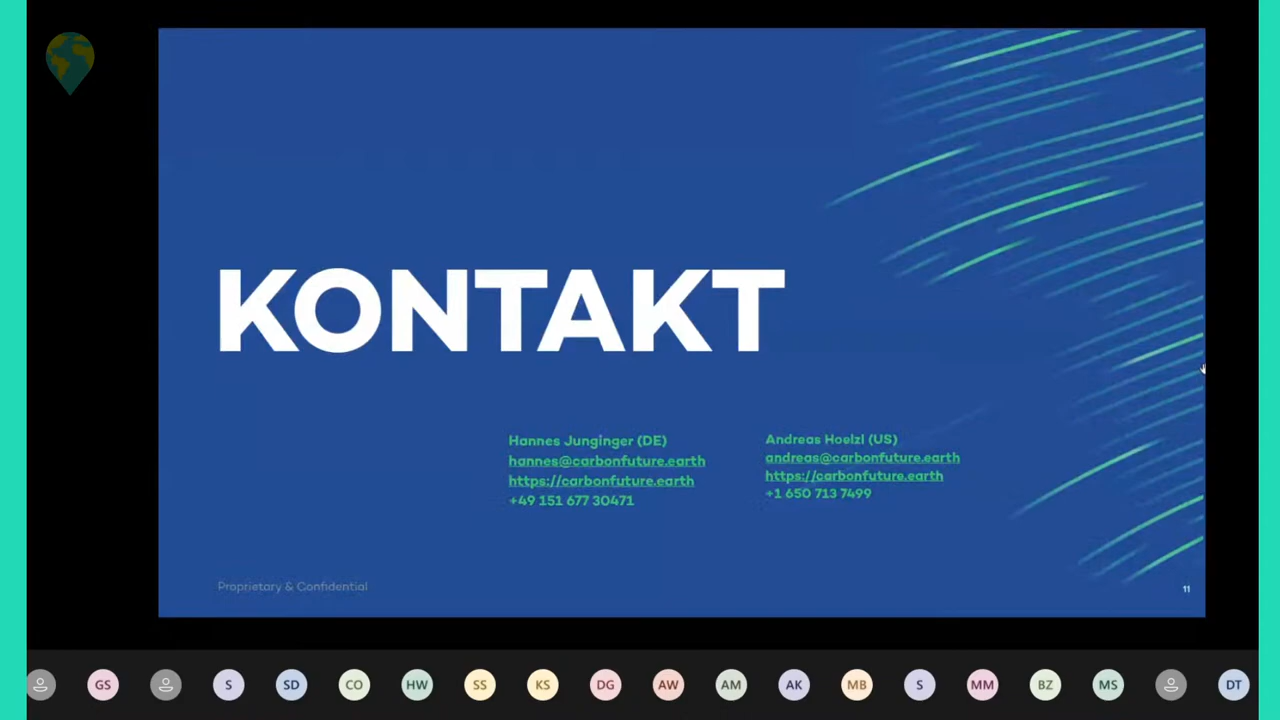 KONTAKT
Hannes Junginger (DE)
hannes@carbonfuture.earth
https://carbonfuture.earth
+49 151 677 30471
Andreas Hoelzl (US)
andreas@carbonfuture.earth
https://carbonfuture.earth
+1 650 713 7499
Proprietary & Confidential
11
GS
S
SD
CO
HW
SS
KS
DG
AW
AM
AK
MB
S
MM
BZ
MS
DT